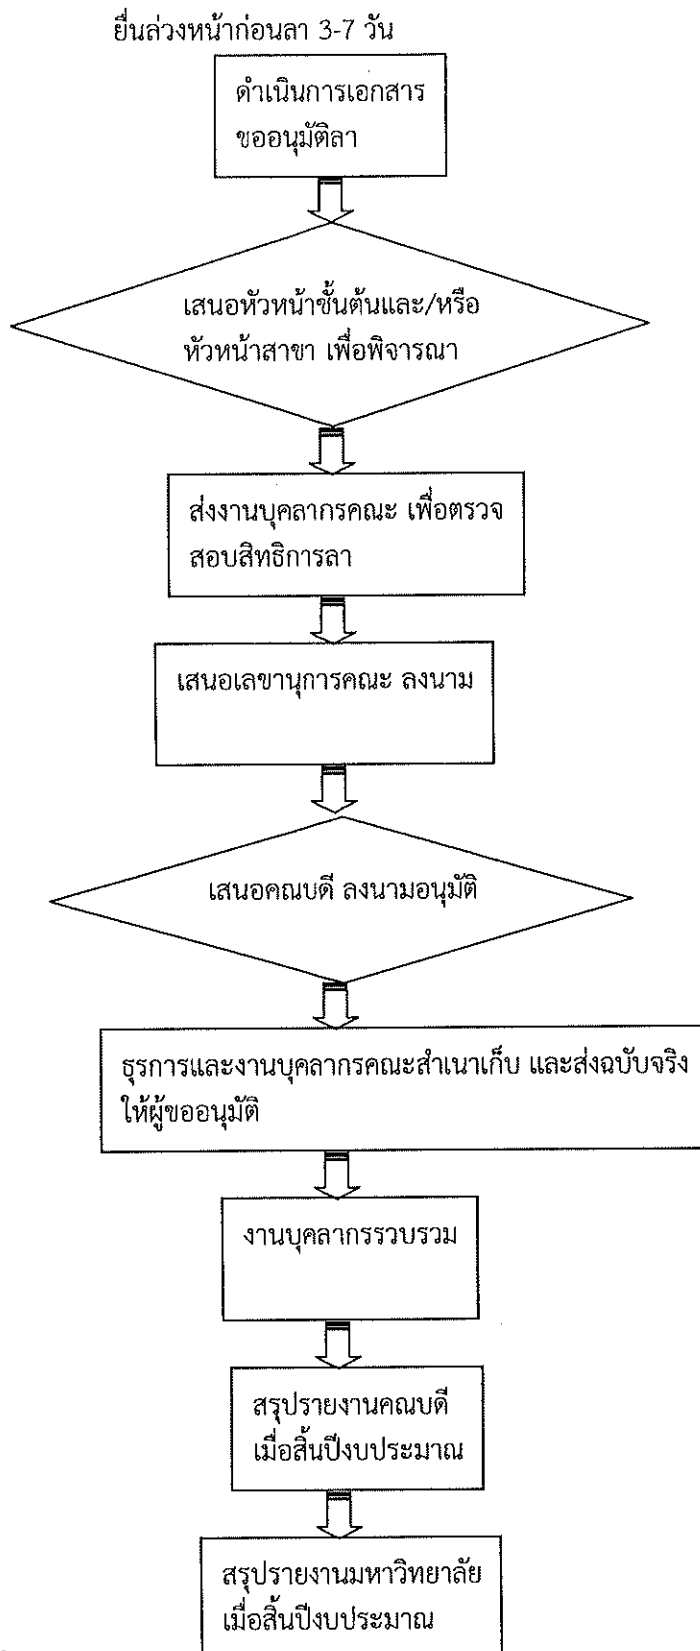 ยื่นล่วงหน้าก่อนลา 3-7 วัน
ดำเนินการเอกสาร
ขออนุมัติลา
เสนอหัวหน้าชั้นต้นและ/หรือ
หัวหน้าสาขา เพื่อพิจารณา
ส่งงานบุคลากรคณะ เพื่อตรวจ
สอบสิทธิการลา
เสนอเลขานุการคณะ ลงนาม
เสนอคณบดี ลงนามอนุมัติ
ธุรการและงานบุคลากรคณะสำเนาเก็บ และส่งฉบับจริง
ให้ผู้ขออนุมัติ
งานบุคลากรรวบรวม
สรุปรายงานคณบดี
เมื่อสิ้นปีงบประมาณ
สรุปรายงานมหาวิทยาลัย
เมื่อสิ้นปีงบประมาณ